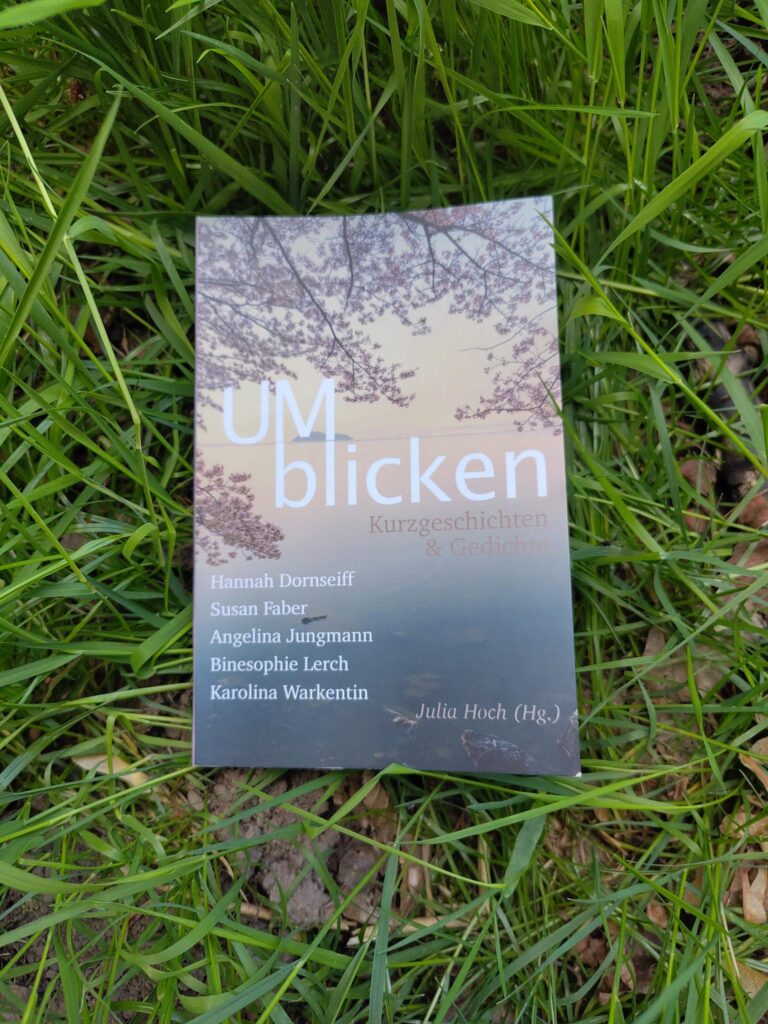 UM
blicken
Kurzgeschichten
& Gedichte
Hannah Dornseiff
Susan Faber
Angelina Jungmann
Binesophie Lerch
Karolina Warkentin
Julia Hoch (Hg.)